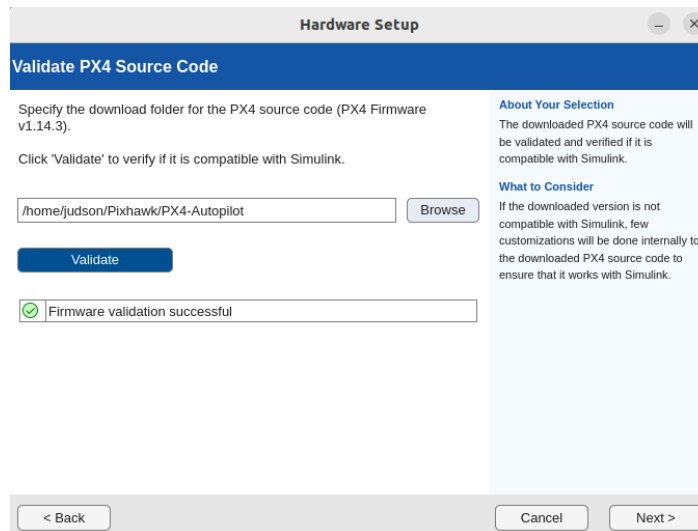 Hardware Setup
Validate PX4 Source Code
Specify the download folder for the PX4 source code (PX4 Firmware
v1.14.3).
Click 'Validate' to verify if it is compatible with Simulink.
/home/judson/Pixhawk/PX4-Autopilot
Browse
Validate
Firmware validation successful
About Your Selection
The downloaded PX4 source code will
be validated and verified if it is
compatible with Simulink.
What to Consider
If the downloaded version is not
compatible with Simulink, few
customizations will be done internally to
the downloaded PX4 source code to
ensure that it works with Simulink.
< Back
Cancel
Next >